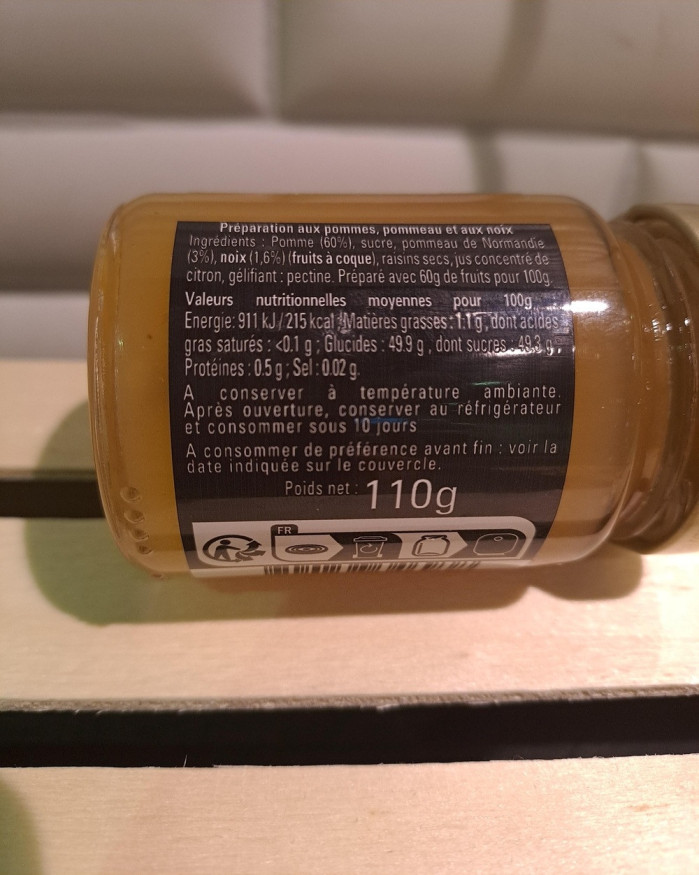 Préparation aux pommes, pommeau et aux noix
Ingrédients : Pomme (60%), sucre, pommeau de Normandie
(3%), noix (1,6%) (fruits à coque), raisins secs, jus concentré de
citron, gélifiant : pectine. Préparé avec 60g de fruits pour 100g.
Valeurs nutritionnelles moyennes pour 100g
Energie: 911 kJ / 215 kcal ; Matières grasses : 1.1 g , dont acides
gras saturés : <0.1 g ; Glucides : 49.9 g , dont sucres : 49.3 g ;
Protéines : 0.5 g ; Sel : 0.02 g.
A conserver à température ambiante.
Après ouverture, conserver au réfrigérateur
et consommer sous 10 jours
A consommer de préférence avant fin : voir la
date indiquée sur le couvercle.
Poids net : 110g
FR